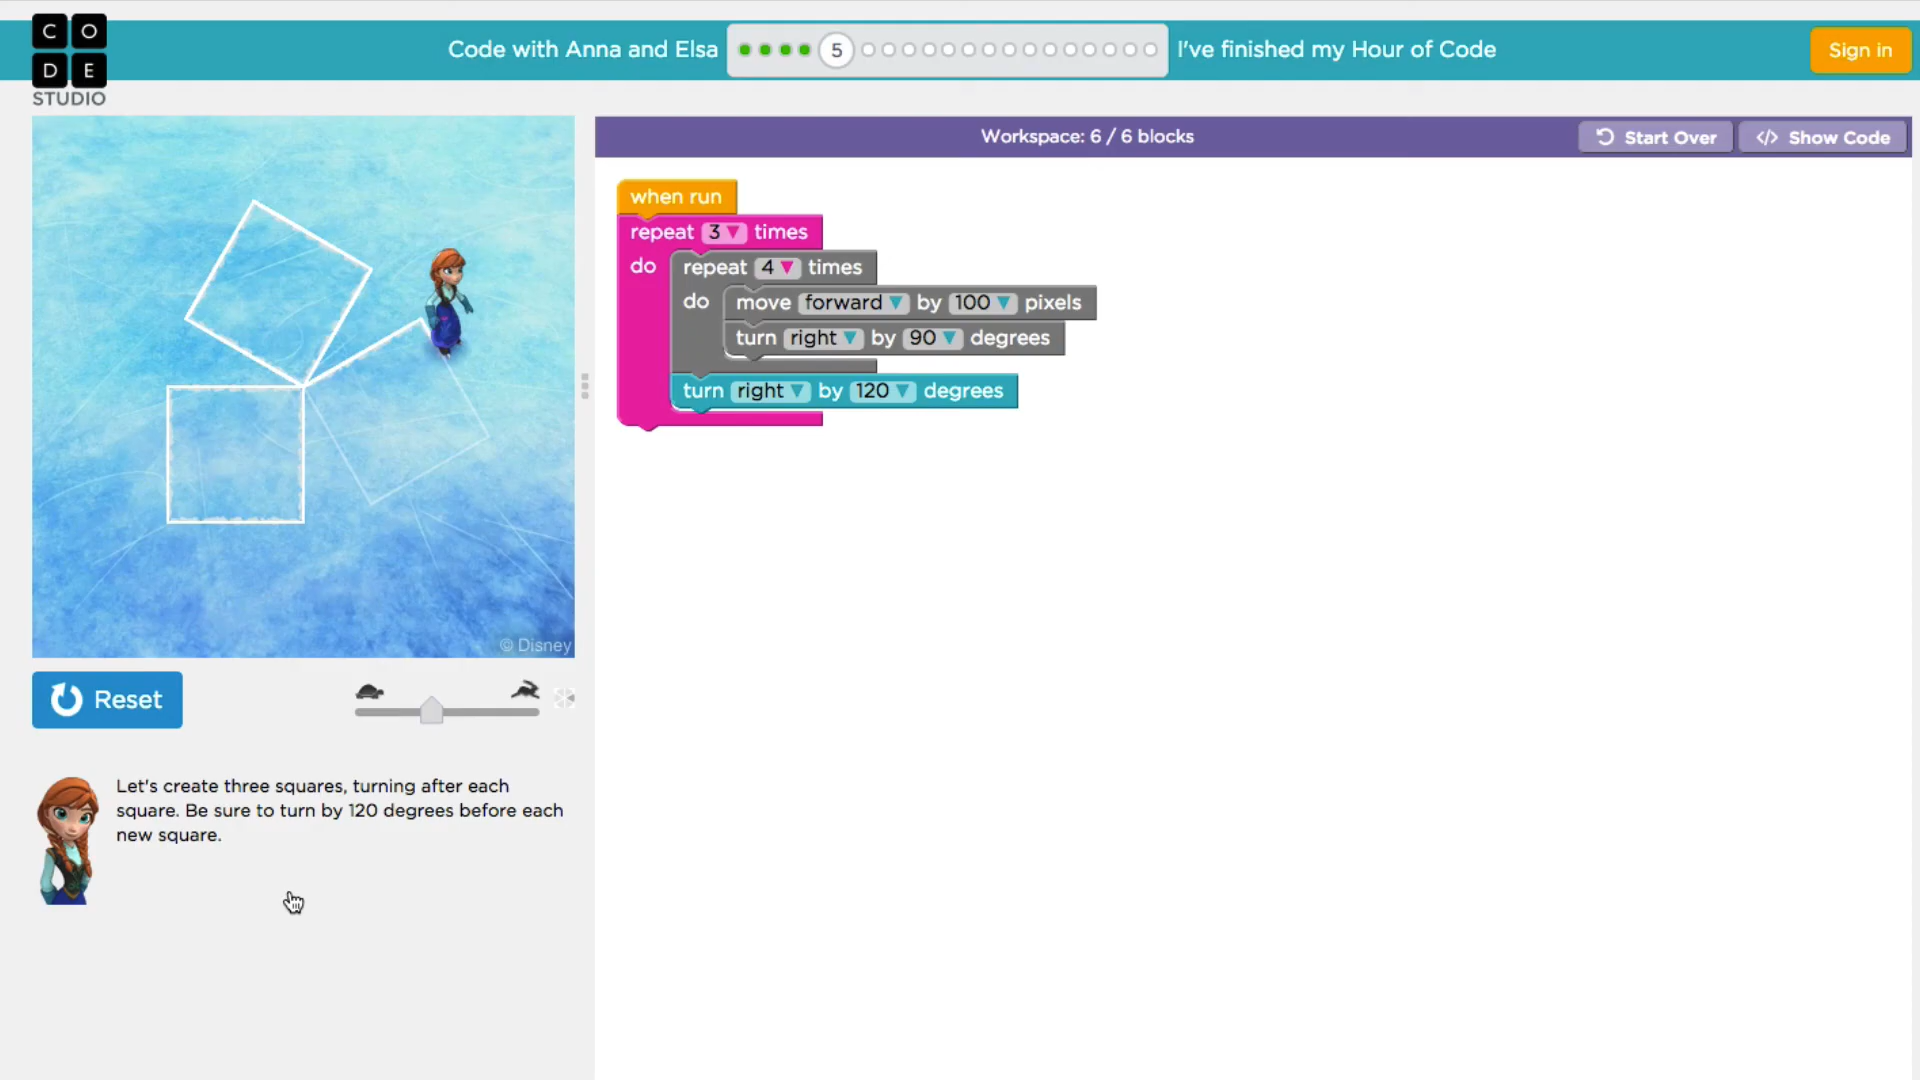 C O
D E
STUDIO
Code with Anna and Elsa
5
I've finished my Hour of Code
Sign in
Workspace: 6 / 6 blocks
Start Over
</> Show Code
when run
repeat 3 times
do repeat 4 times
do move forward by 100 pixels
turn right by 90 degrees
turn right by 120 degrees
© Disney
Reset
Let's create three squares, turning after each
square. Be sure to turn by 120 degrees before each
new square.